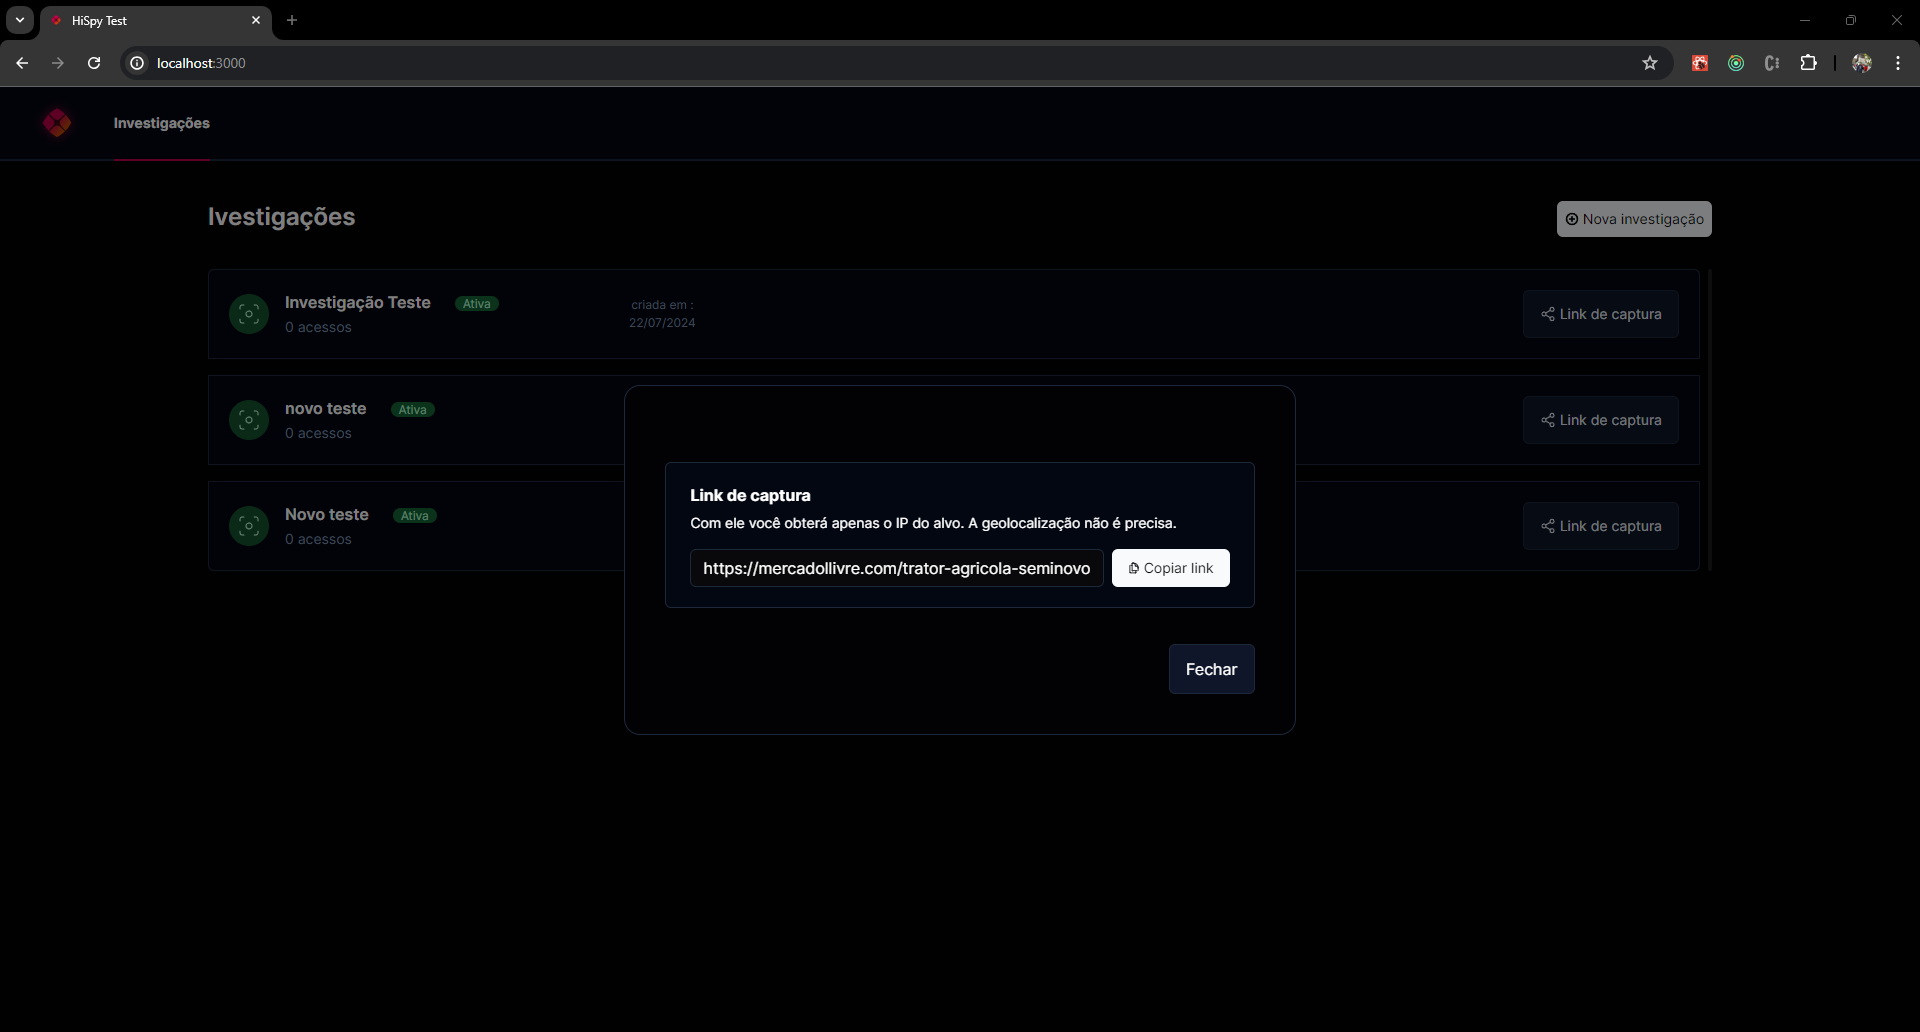 HiSpy Test
localhost:3000
Investigações
Ivestigações
Nova investigação
Investigação Teste
Ativa
0 acessos
criada em :
22/07/2024
Link de captura
novo teste
Ativa
0 acessos
Link de captura
Novo teste
Ativa
0 acessos
Link de captura
Link de captura
Com ele você obterá apenas o IP do alvo. A geolocalização não é precisa.
https://mercadollivre.com/trator-agricola-seminovo
Copiar link
Fechar